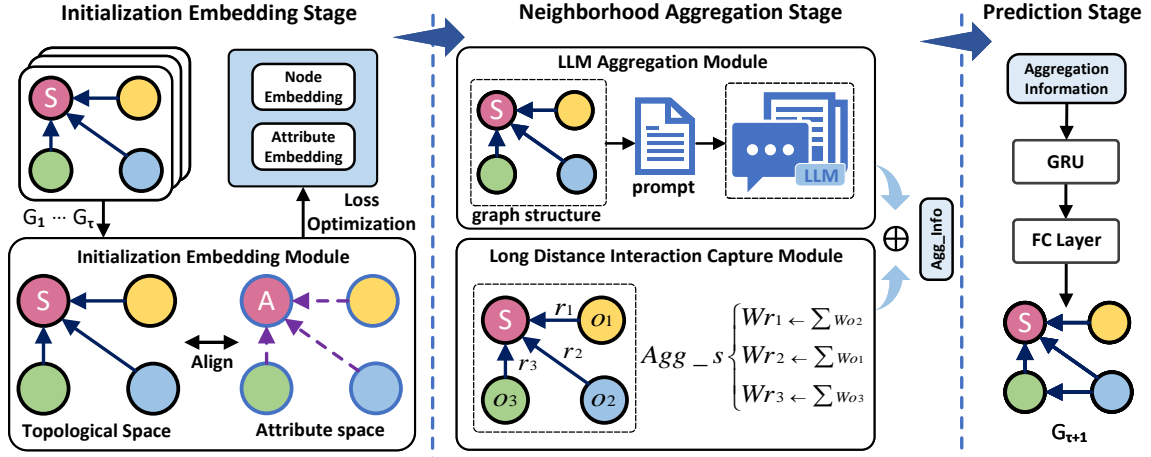 Initialization Embedding Stage
S
G₁ ··· Gτ
Node
Embedding
Attribute
Embedding
Loss
Optimization
Initialization Embedding Module
S
A
Align
Topological Space
Attribute space
Neighborhood Aggregation Stage
LLM Aggregation Module
S
graph structure
prompt
LLM
Long Distance Interaction Capture Module
S
r₁
o₁
r₂
r₃
o₃
o₂
Agg_s
Wr₁ ← ∑ Wo₂
Wr₂ ← ∑ Wo₁
Wr₃ ← ∑ Wo₃
⊕
Agg_Info
Prediction Stage
Aggregation
Information
GRU
FC Layer
S
Gτ+1